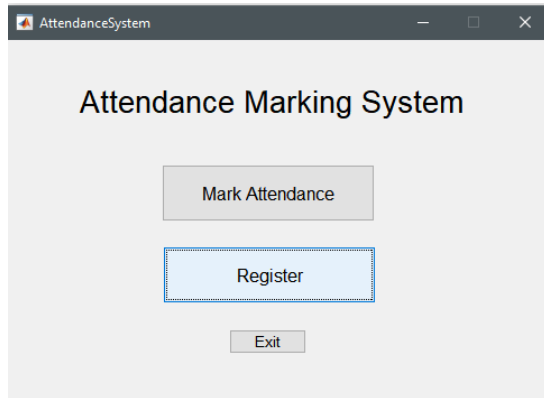 AttendanceSystem
Attendance Marking System
Mark Attendance
Register
Exit